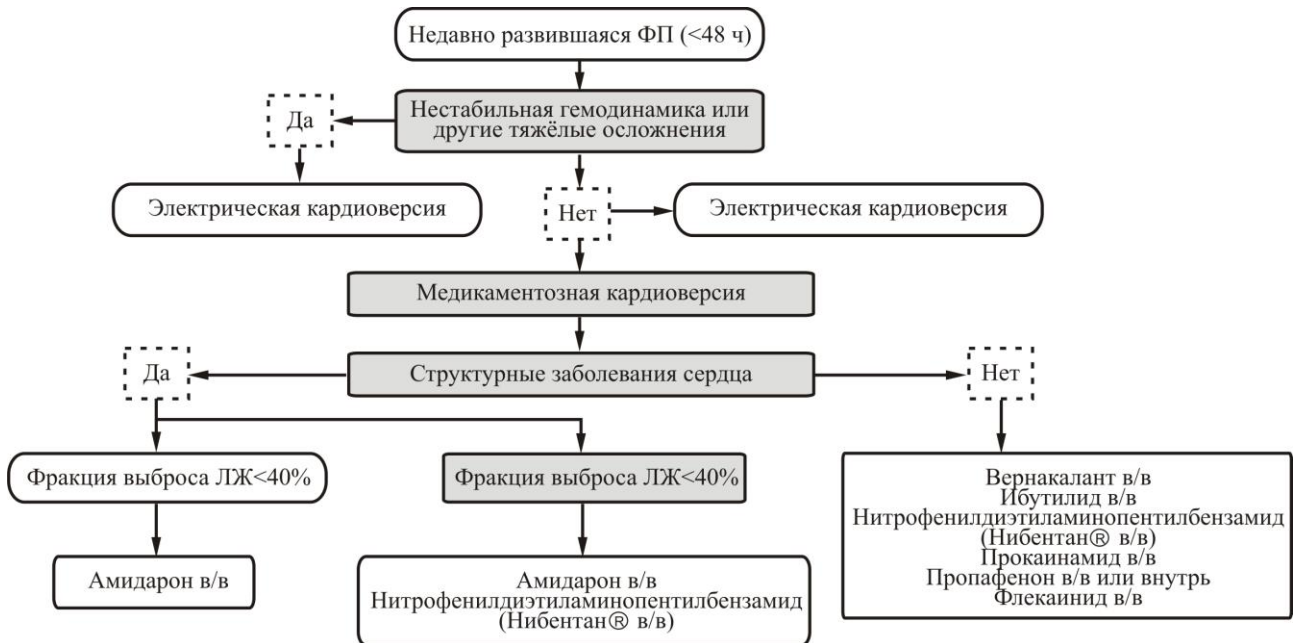 Недавно развившаяся ФП (<48 ч)
Нестабильная гемодинамика или
другие тяжёлые осложнения
Да
Электрическая кардиоверсия
Нет
Электрическая кардиоверсия
Медикаментозная кардиоверсия
Да
Структурные заболевания сердца
Нет
Фракция выброса ЛЖ<40%
Фракция выброса ЛЖ<40%
Вернакалант в/в
Ибутилид в/в
Нитрофенилдиэтиламинопентилбензамид
(Нибентан® в/в)
Прокаинамид в/в
Пропафенон в/в или внутрь
Флекаинид в/в
Амидарон в/в
Амидарон в/в
Нитрофенилдиэтиламинопентилбензамид
(Нибентан® в/в)